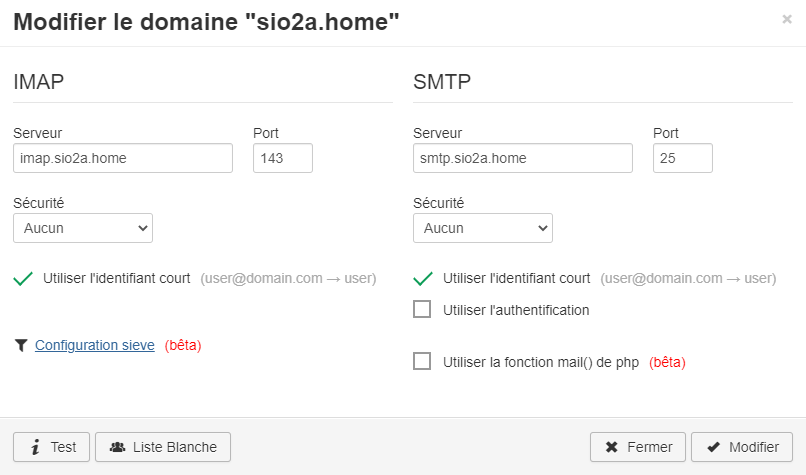 Modifier le domaine "sio2a.home"
×
IMAP
SMTP
Serveur
Port
Serveur
Port
imap.sio2a.home
143
smtp.sio2a.home
25
Sécurité
Sécurité
Aucun
Aucun
Utiliser l'identifiant court (user@domain.com → user)
Utiliser l'identifiant court (user@domain.com → user)
Utiliser l'authentification
Configuration sieve (bêta)
Utiliser la fonction mail() de php (bêta)
Test
Liste Blanche
Fermer
Modifier